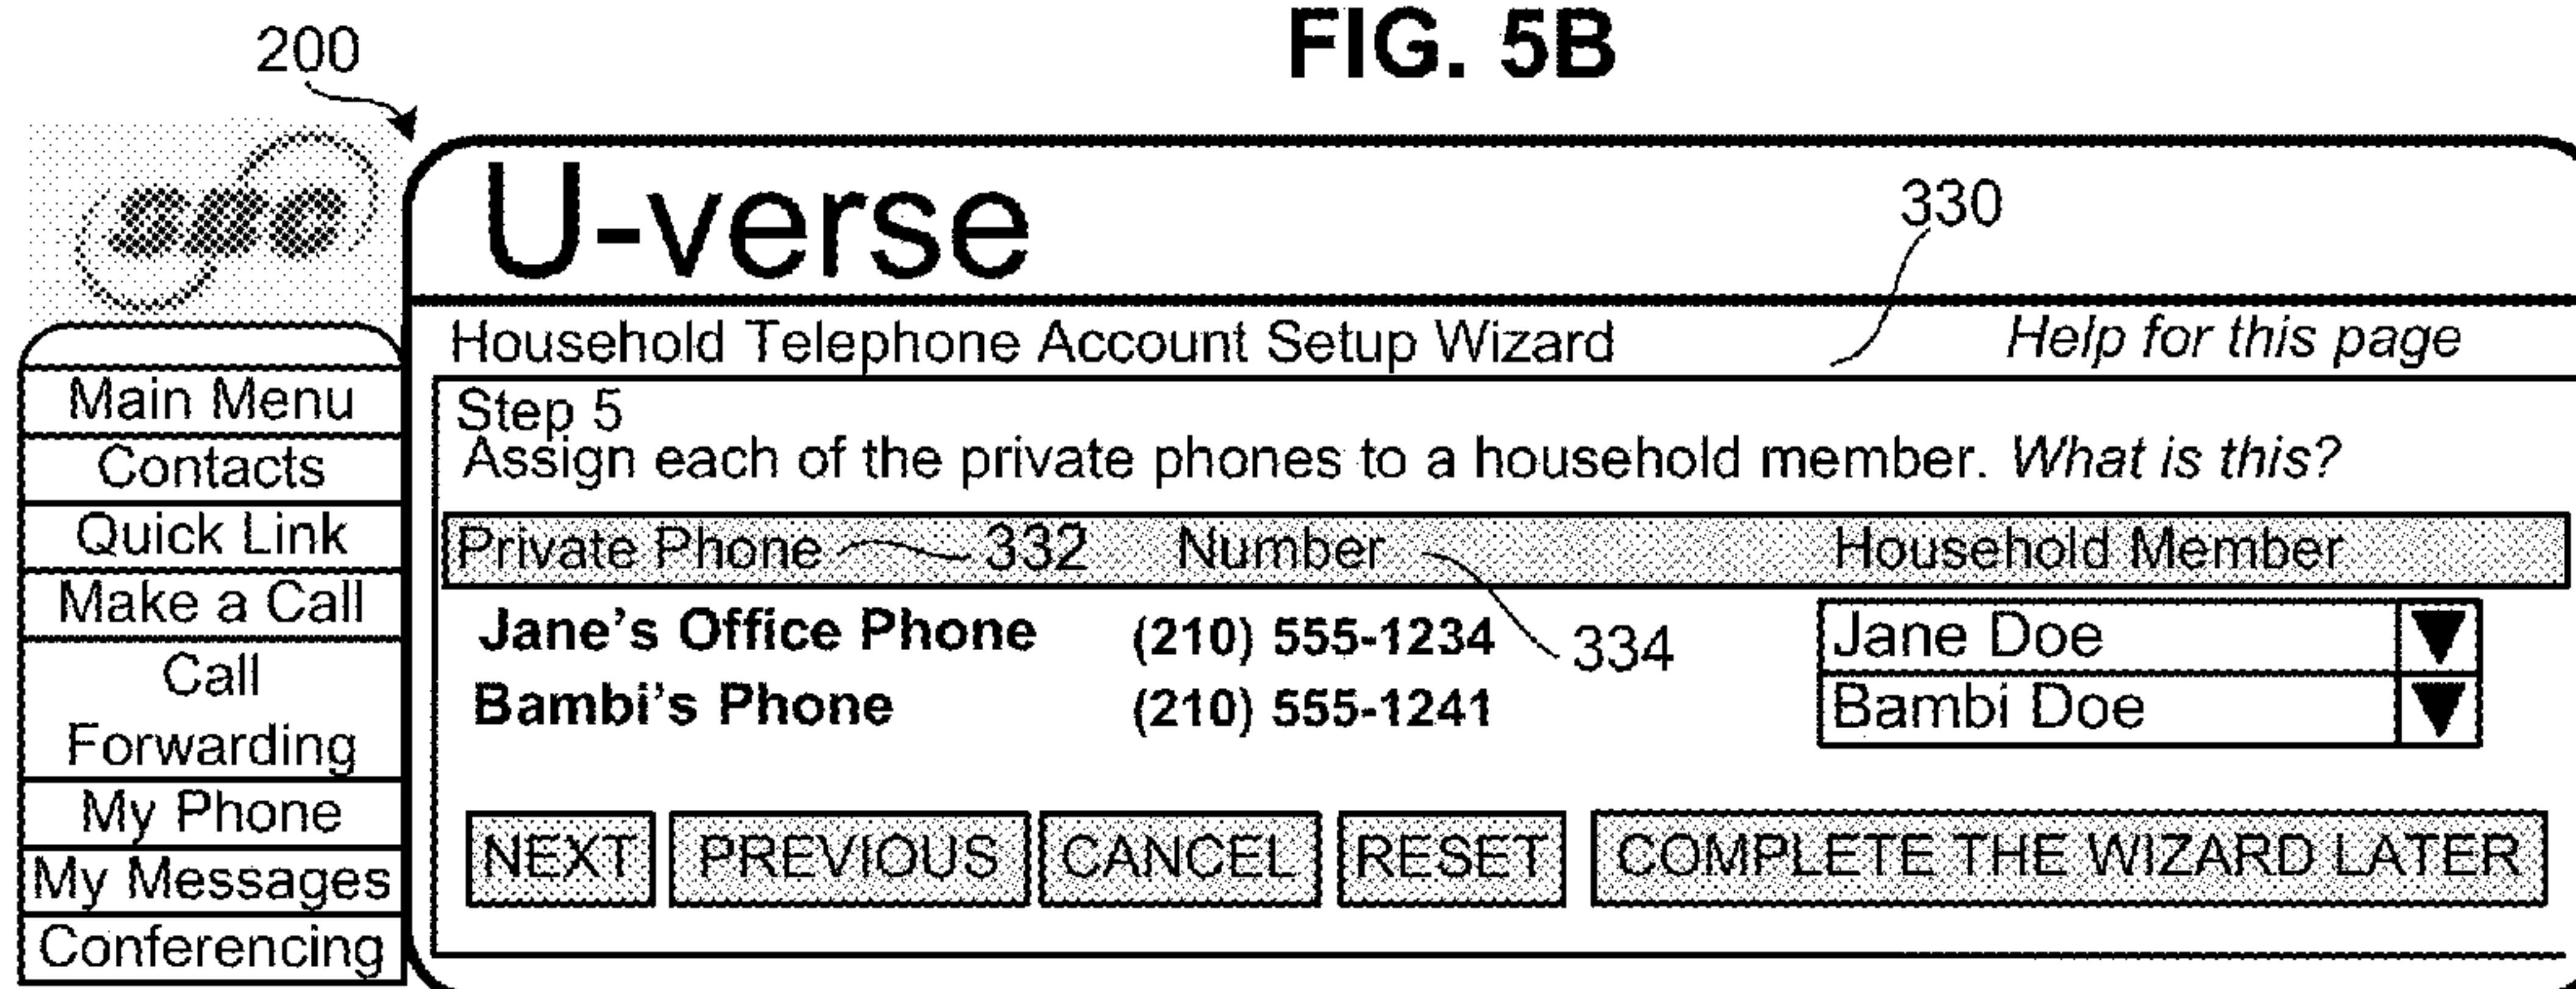 FIG. 5B
200
SBC
U-verse
330
Household Telephone Account Setup Wizard Help for this page
Main Menu
Contacts
Quick Link
Make a Call
Call
Forwarding
My Phone
My Messages
Conferencing
Step 5
Assign each of the private phones to a household member. What is this?
Private Phone 332 Number Household Member
Jane's Office Phone (210) 555-1234 334 Jane Doe
Bambi's Phone (210) 555-1241 Bambi Doe
NEXT PREVIOUS CANCEL RESET COMPLETE THE WIZARD LATER